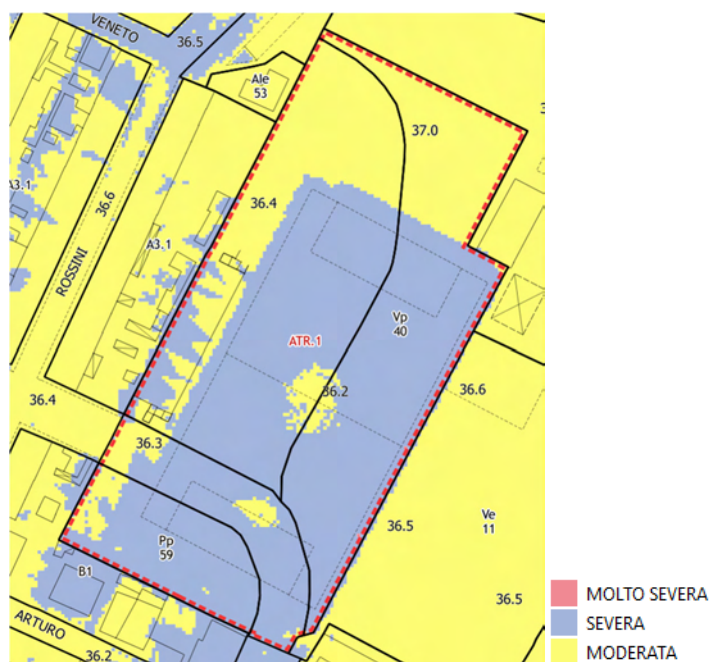 VENETO
36.5
Ale
53
37.0
A3.1
36.6
36.4
A3.1
ROSSINI
Vp
40
ATR.1
36.2
36.6
36.4
36.3
36.5
Ve
11
Pp
59
B1
36.5
ARTURO
36.2
MOLTO SEVERA
SEVERA
MODERATA